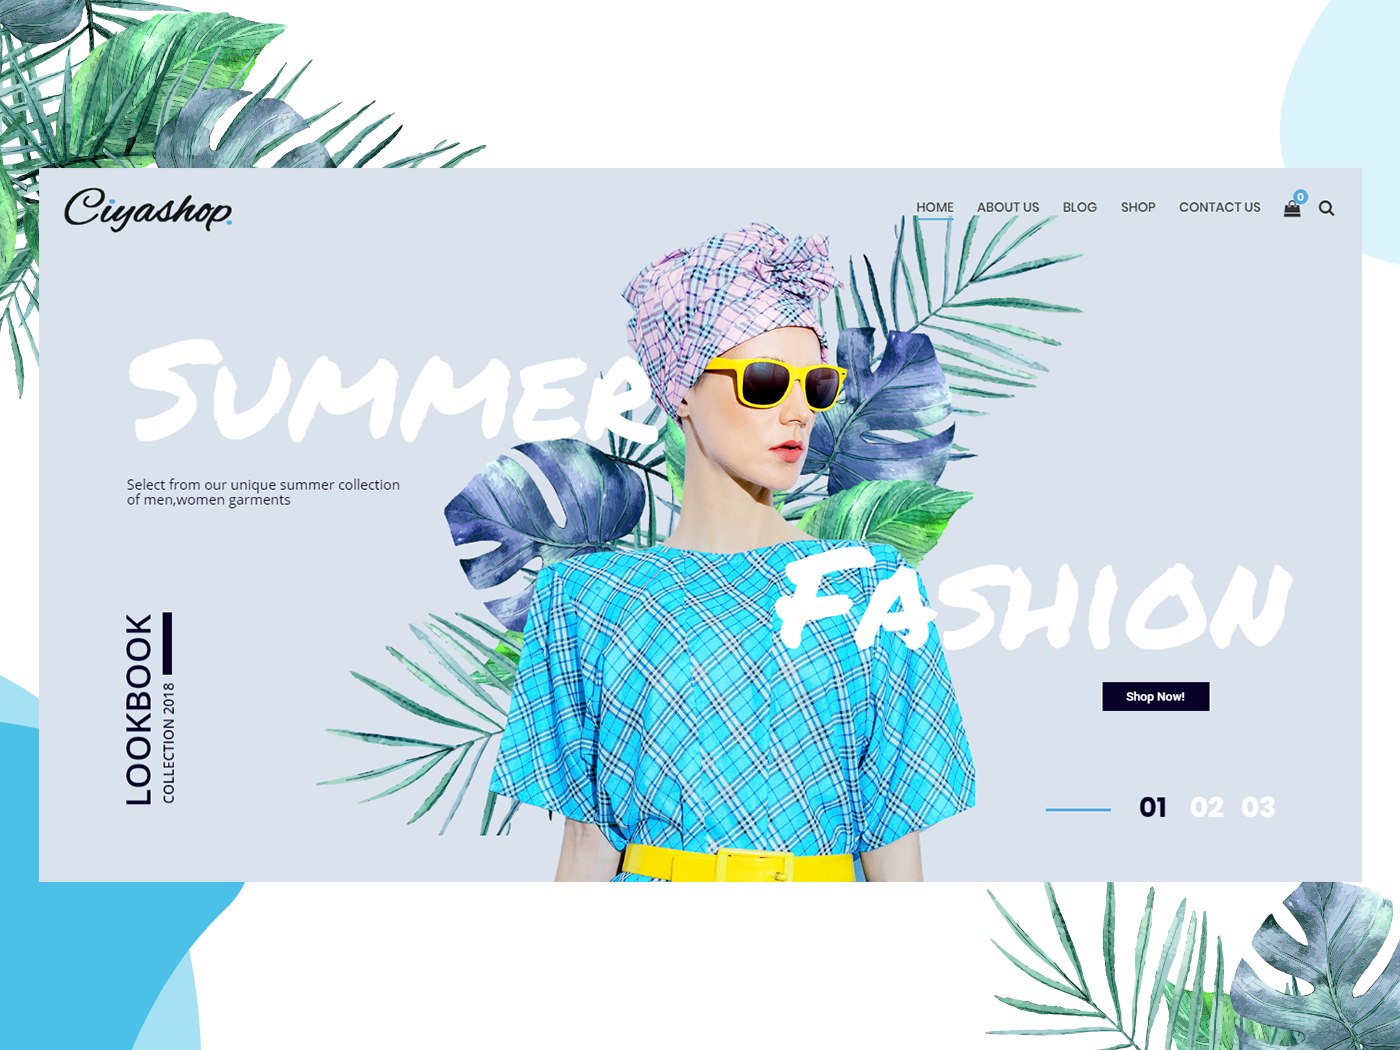 Ciyashop.
HOME ABOUT US BLOG SHOP CONTACT US 0
SUMMER
Select from our unique summer collection
of men,women garments
FASHION
LOOKBOOK
COLLECTION 2018
Shop Now!
01 02 03